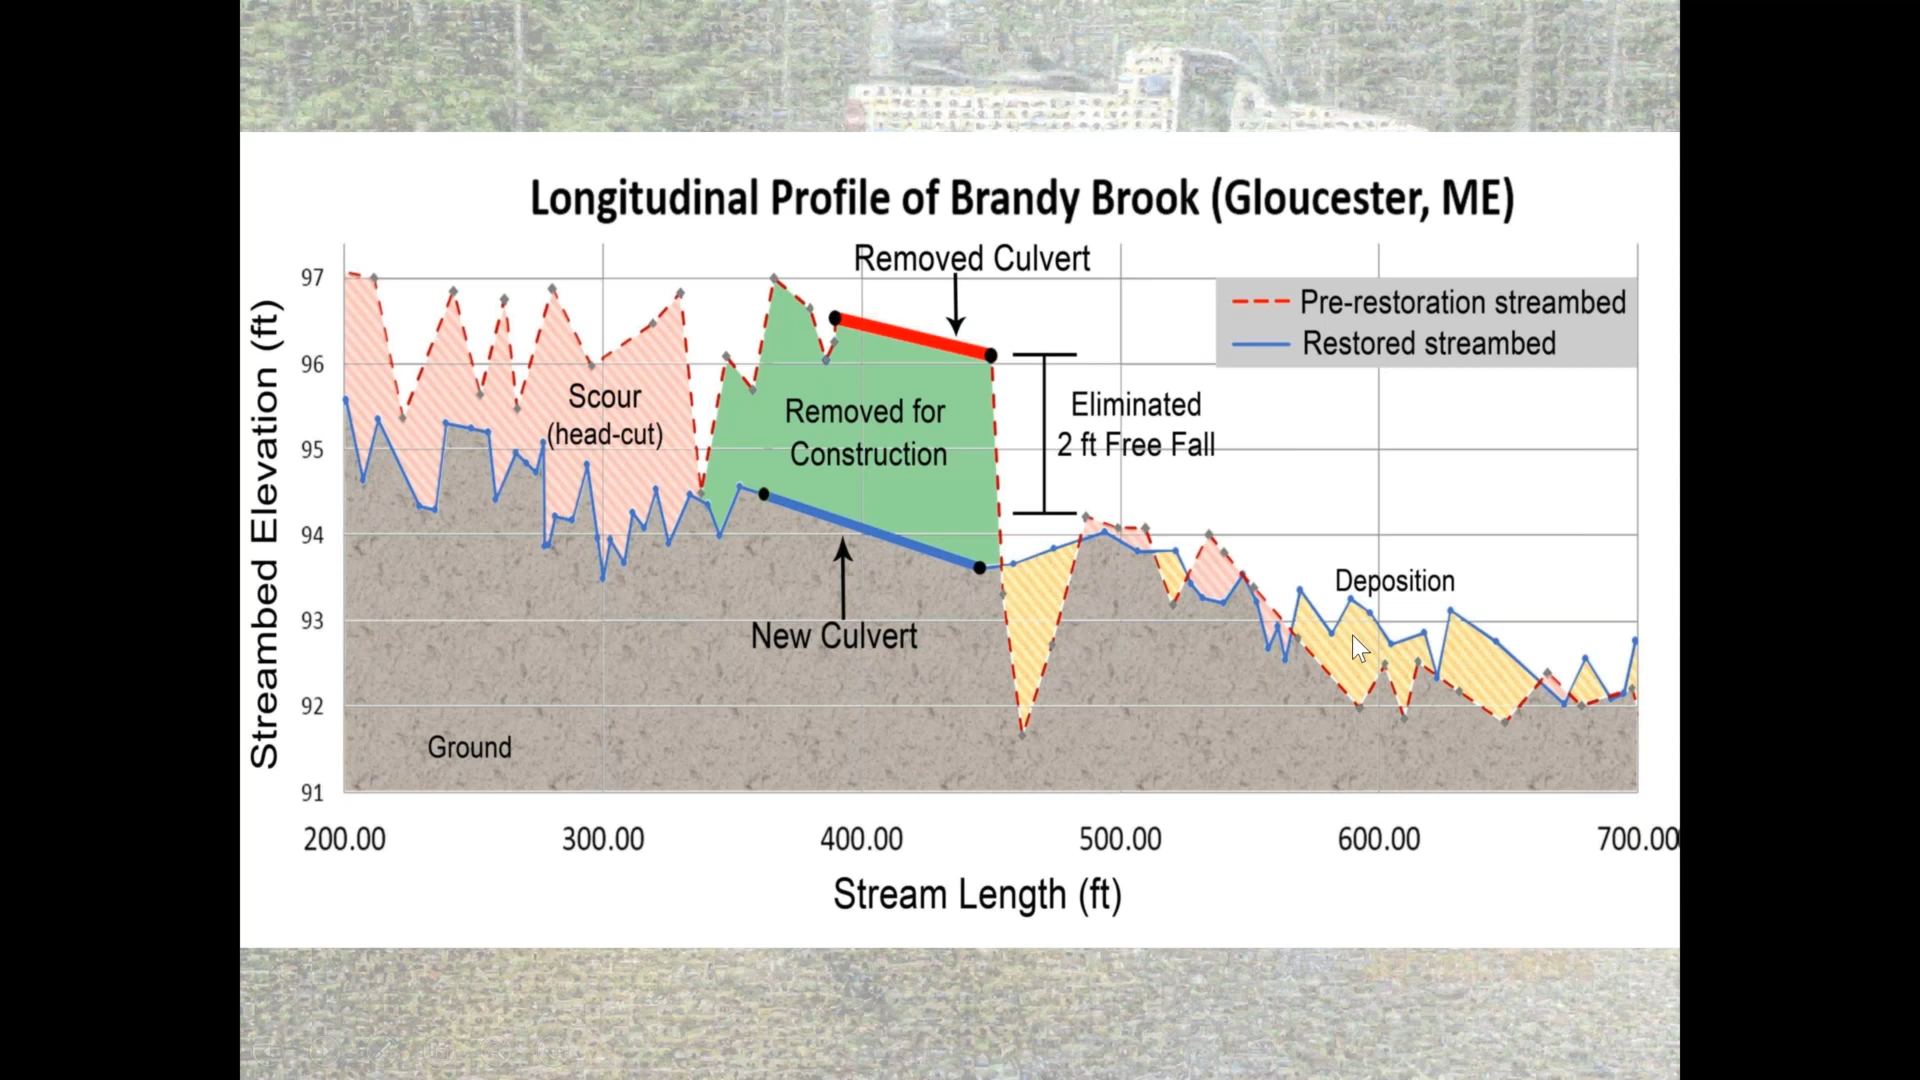 Longitudinal Profile of Brandy Brook (Gloucester, ME)
Removed Culvert
Pre-restoration streambed
Restored streambed
97
96
95
94
93
92
91
Streambed Elevation (ft)
Scour
(head-cut)
Removed for
Construction
Eliminated
2 ft Free Fall
Deposition
New Culvert
Ground
200.00 300.00 400.00 500.00 600.00 700.00
Stream Length (ft)